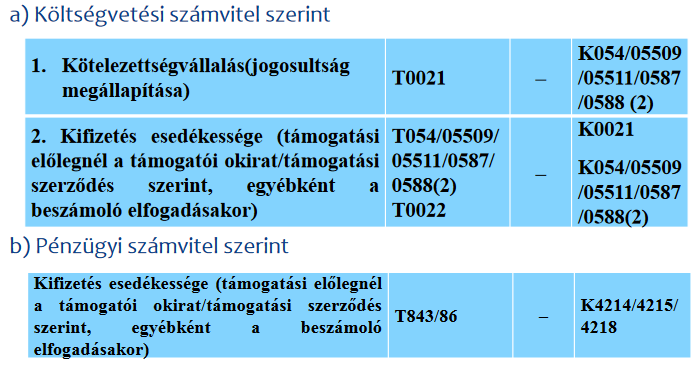 a) Költségvetési számvitel szerint
1. Kötelezettségvállalás(jogosultság
megállapítása)
T0021
–
K054/05509
/05511/0587
/0588 (2)
2. Kifizetés esedékessége (támogatási
előlegnél a támogatói okirat/támogatási
szerződés szerint, egyébként a
beszámoló elfogadásakor)
T054/05509/
05511/0587/
0588(2)
T0022
–
K0021
K054/05509
/05511/0587
/0588(2)
b) Pénzügyi számvitel szerint
Kifizetés esedékessége (támogatási előlegnél
a támogatói okirat/támogatási szerződés
szerint, egyébként a beszámoló
elfogadásakor)
T843/86
–
K4214/4215/
4218